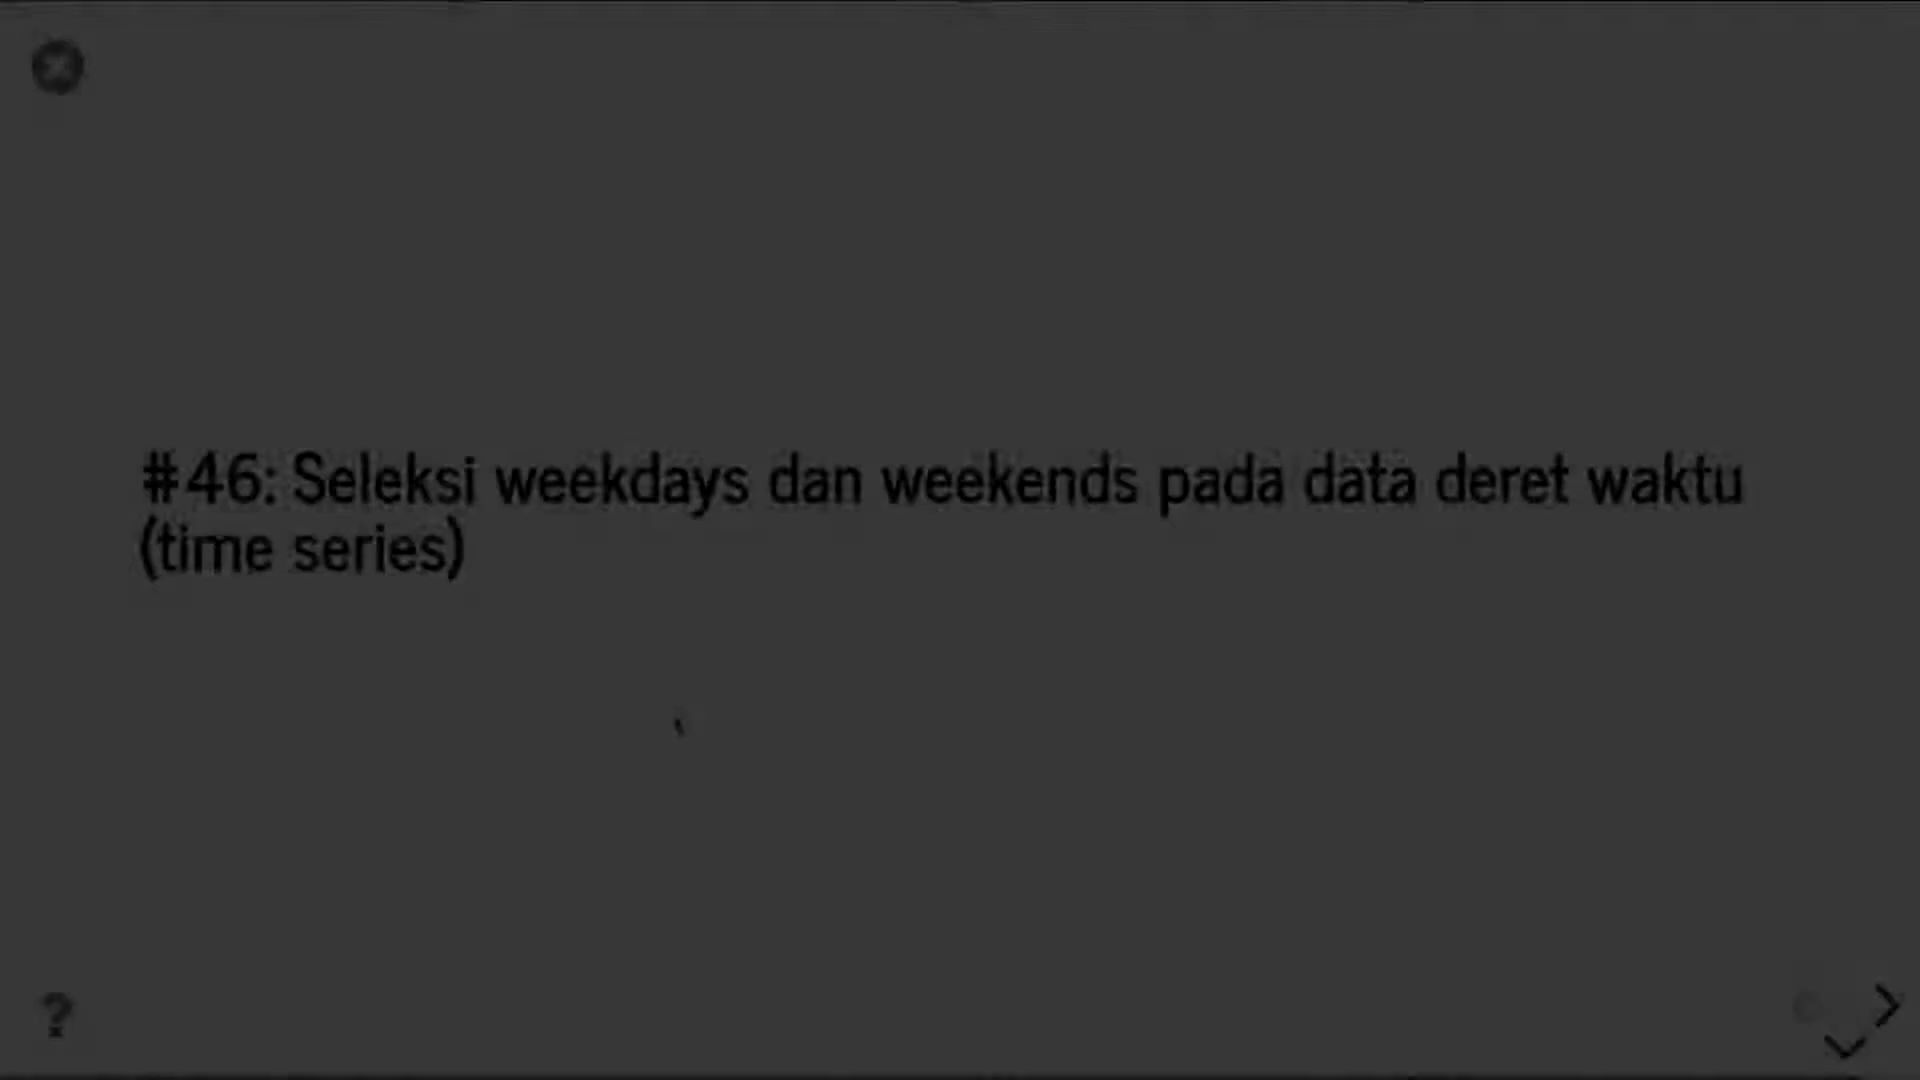 #46: Seleksi weekdays dan weekends pada data deret waktu
(time series)
?